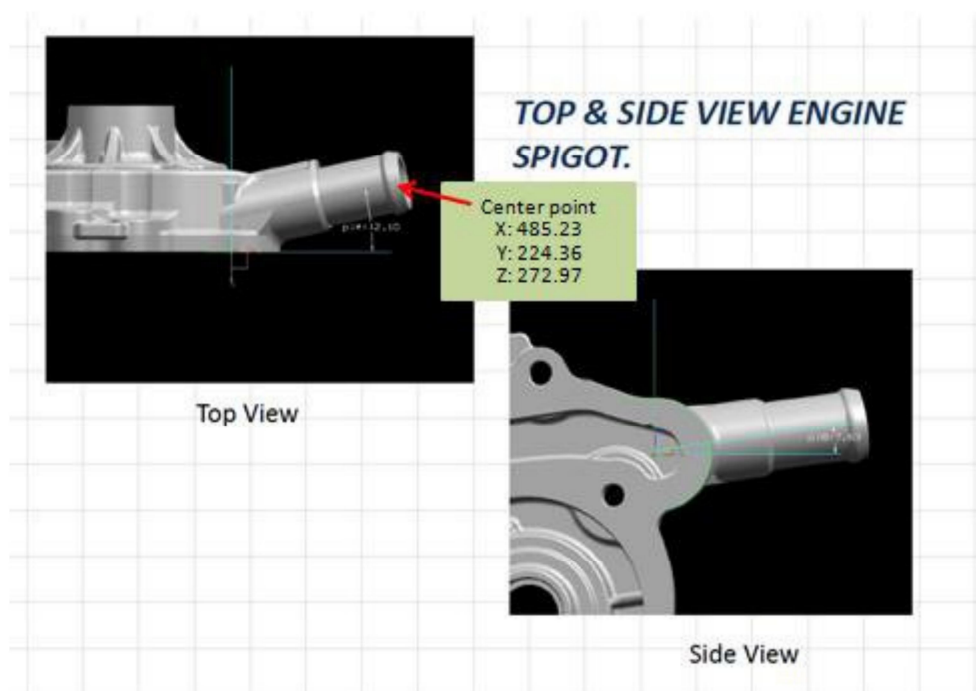 TOP & SIDE VIEW ENGINE
SPIGOT.
Center point
X: 485.23
Y: 224.36
Z: 272.97
Top View
Side View